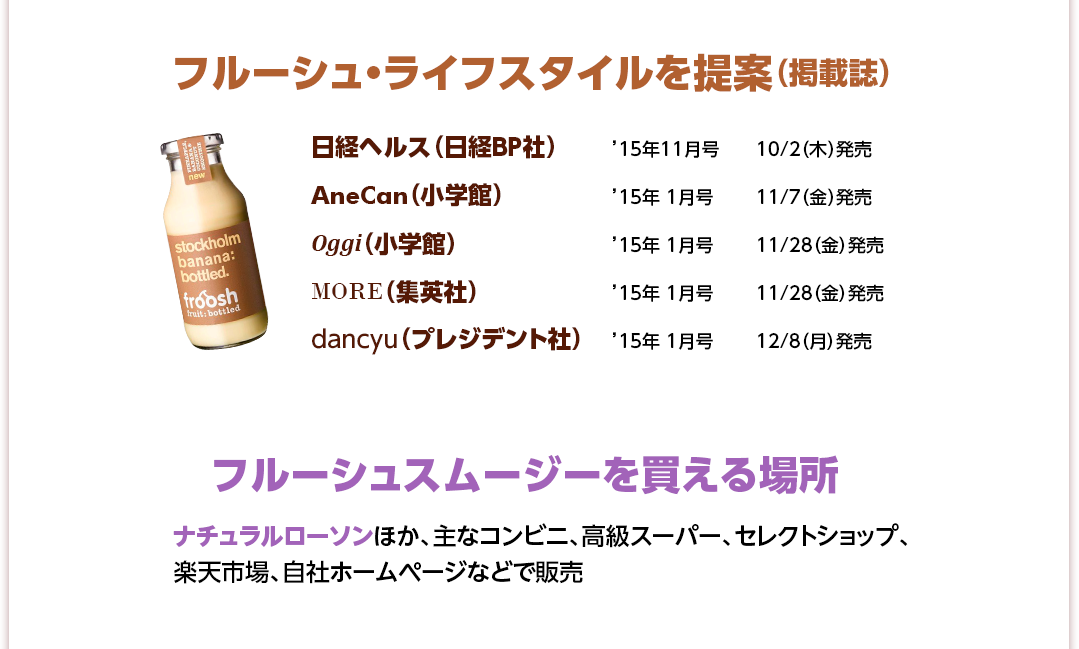 フルーシュ・ライフスタイルを提案（掲載誌）
日経ヘルス（日経BP社） ’15年11月号 10/2（木）発売
AneCan（小学館） ’15年 1月号 11/7（金）発売
Oggi（小学館） ’15年 1月号 11/28（金）発売
MORE（集英社） ’15年 1月号 11/28（金）発売
dancyu（プレジデント社） ’15年 1月号 12/8（月）発売
new
stockholm
banana:
bottled.
froosh
fruit: bottled
フルーシュスムージーを買える場所
ナチュラルローソンほか、主なコンビニ、高級スーパー、セレクトショップ、
楽天市場、自社ホームページなどで販売